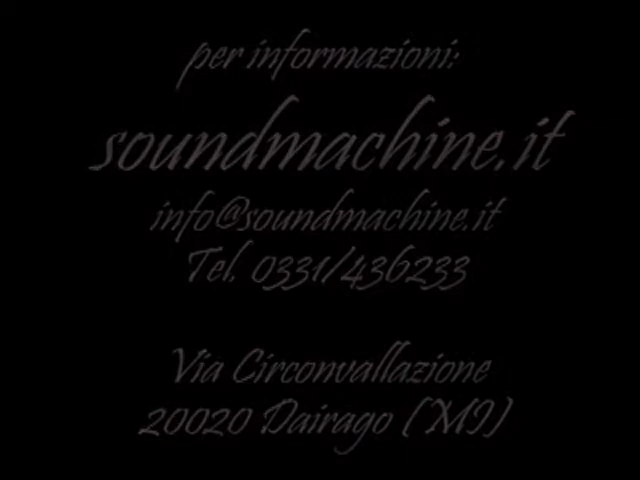 per informazioni:
soundmachine.it
info@soundmachine.it
Tel. 0331/436233
Via Circonvallazione
20020 Dairago (MI)